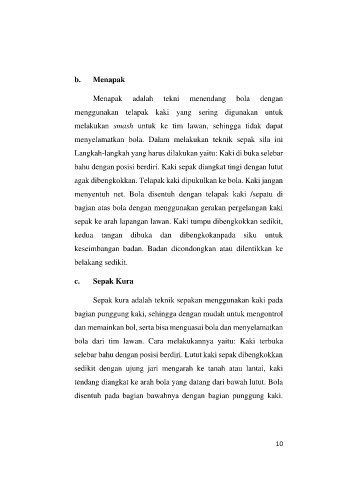 b. Menapak
Menapak adalah tekni menendang bola dengan
menggunakan telapak kaki yang sering digunakan untuk
melakukan smash untuk ke tim lawan, sehingga tidak dapat
menyelamatkan bola. Dalam melakukan teknik sepak sila ini
Langkah-langkah yang harus dilakukan yaitu: Kaki di buka selebar
bahu dengan posisi berdiri. Kaki sepak diangkat tingi dengan lutut
agak dibengkokkan. Telapak kaki dipukulkan ke bola. Kaki jangan
menyentuh net. Bola disentuh dengan telapak kaki /sepatu di
bagian atas bola dengan menggunakan gerakan pergelangan kaki
sepak ke arah lapangan lawan. Kaki tumpu dibengkokkan sedikit,
kedua tangan dibuka dan dibengkokanpada siku untuk
keseimbangan badan. Badan dicondongkan atau dilentikkan ke
belakang sedikit.
c. Sepak Kura
Sepak kura adalah teknik sepakan menggunakan kaki pada
bagian punggung kaki, sehingga dengan mudah untuk mengontrol
dan memainkan bol, serta bisa menguasai bola dan menyelamatkan
bola dari tim lawan. Cara melakukannya yaitu: Kaki terbuka
selebar bahu dengan posisi berdiri. Lutut kaki sepak dibengkokkan
sedikit dengan ujung jari mengarah ke tanah atau lantai, kaki
tendang diangkat ke arah bola yang datang dari bawah lutut. Bola
disentuh pada bagian bawahnya dengan bagian punggung kaki.
10